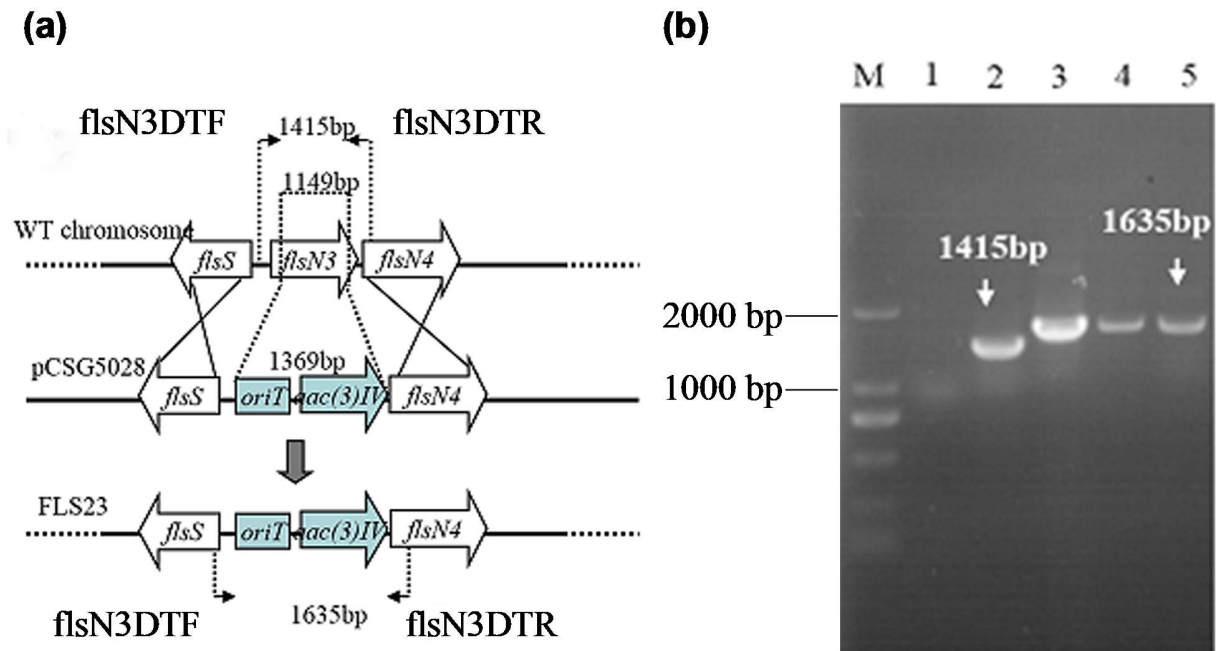 (a)
flsN3DTF
1415bp
flsN3DTR
1149bp
WT chromosome
flsS
flsN3
flsN4
pCSG5028
1369bp
flsS
oriT
aac(3)IV
flsN4
FLS23
flsS
oriT
aac(3)IV
flsN4
flsN3DTF
1635bp
flsN3DTR
(b)
M 1 2 3 4 5
1635bp
1415bp
2000 bp
1000 bp